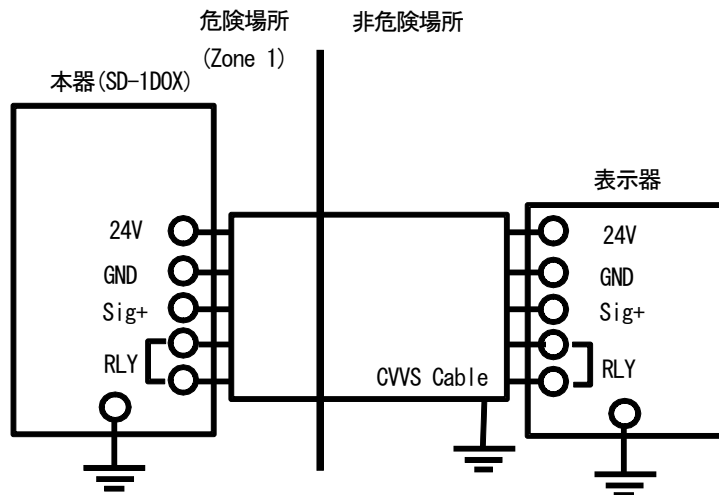 危険場所
(Zone 1)
非危険場所
本器(SD-1DOX)
表示器
24V
GND
Sig+
RLY
CVVS Cable
24V
GND
Sig+
RLY